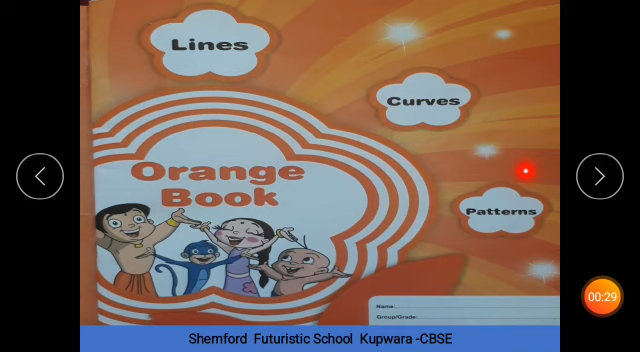 Lines
Curves
Orange
Book
Patterns
Name:
Group/Grade:
00:29
Shemford Futuristic School Kupwara -CBSE